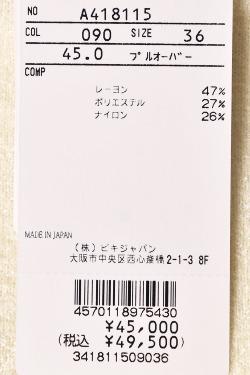 NO A418115
COL 090 SIZE 36
45.0 プルオーバー
COMP
レーヨン 47%
ポリエステル 27%
ナイロン 26%
MADE IN JAPAN
(株)ビキジャパン
大阪市中央区西心斎橋2-1-3 8F
4570118975430
¥45,000
(税込 ¥49,500)
341811509036